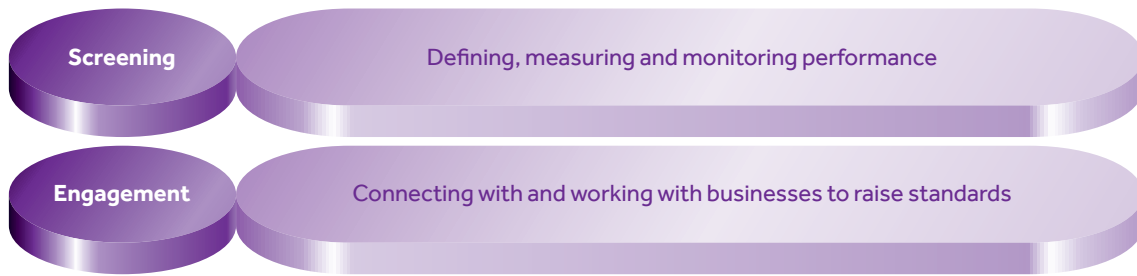 Screening
Defining, measuring and monitoring performance
Engagement
Connecting with and working with businesses to raise standards